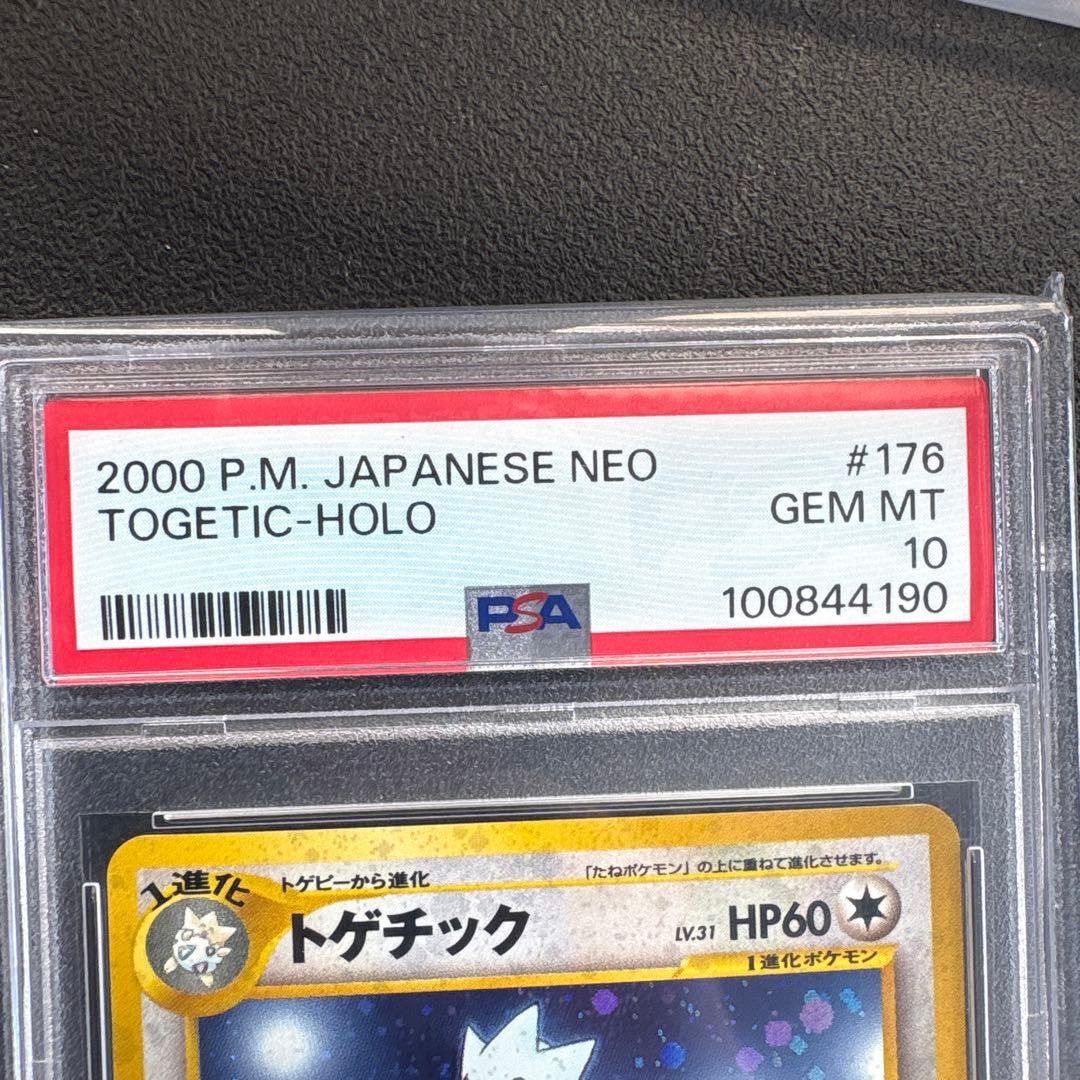 2000 P.M. JAPANESE NEO #176
TOGETIC-HOLO GEM MT
10
PSA 100844190
1進化 トゲピーから進化 「たねポケモン」の上に重ねて進化させます。
トゲチック LV.31 HP60
1進化ポケモン